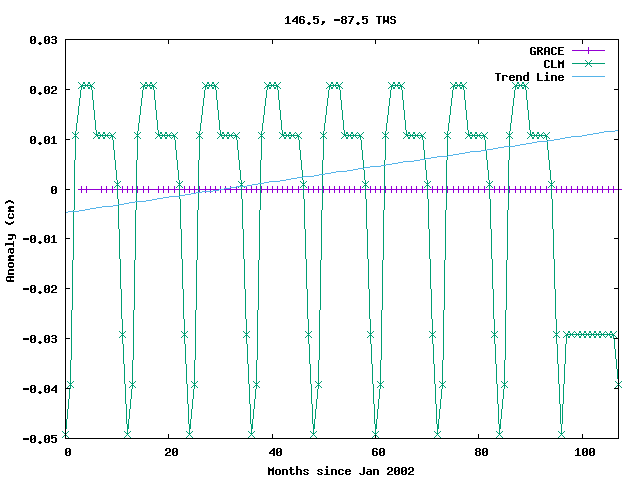 146.5, -87.5 TWS
GRACE
CLM
Trend Line
0.03
0.02
0.01
0
-0.01
-0.02
-0.03
-0.04
-0.05
Anomaly (cm)
0 20 40 60 80 100
Months since Jan 2002